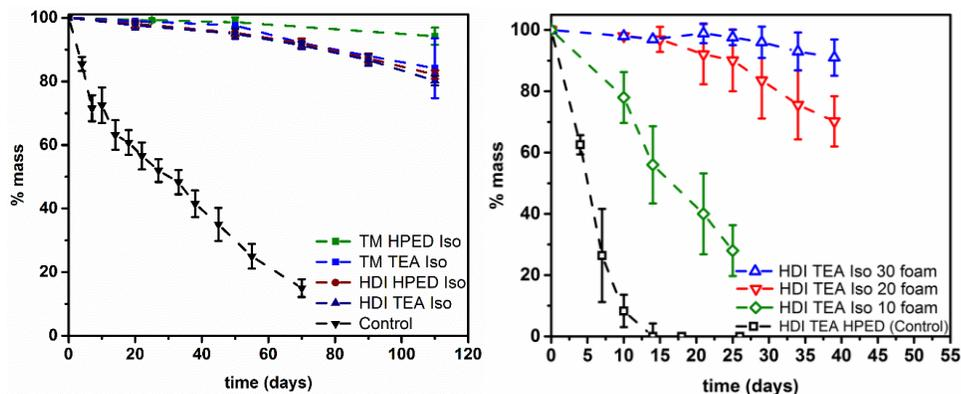 100
80
60
40
20
0
% mass
0 20 40 60 80 100 120
time (days)
TM HPED Iso
TM TEA Iso
HDI HPED Iso
HDI TEA Iso
Control
100
80
60
40
20
0
% mass
0 5 10 15 20 25 30 35 40 45 50 55
time (days)
HDI TEA Iso 30 foam
HDI TEA Iso 20 foam
HDI TEA Iso 10 foam
HDI TEA HPED (Control)